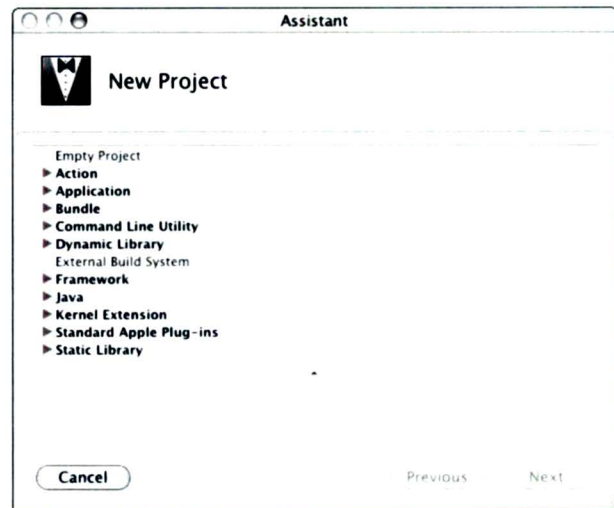 Assistant
New Project
Empty Project
Action
Application
Bundle
Command Line Utility
Dynamic Library
External Build System
Framework
Java
Kernel Extension
Standard Apple Plug-ins
Static Library
Cancel
Previous
Next